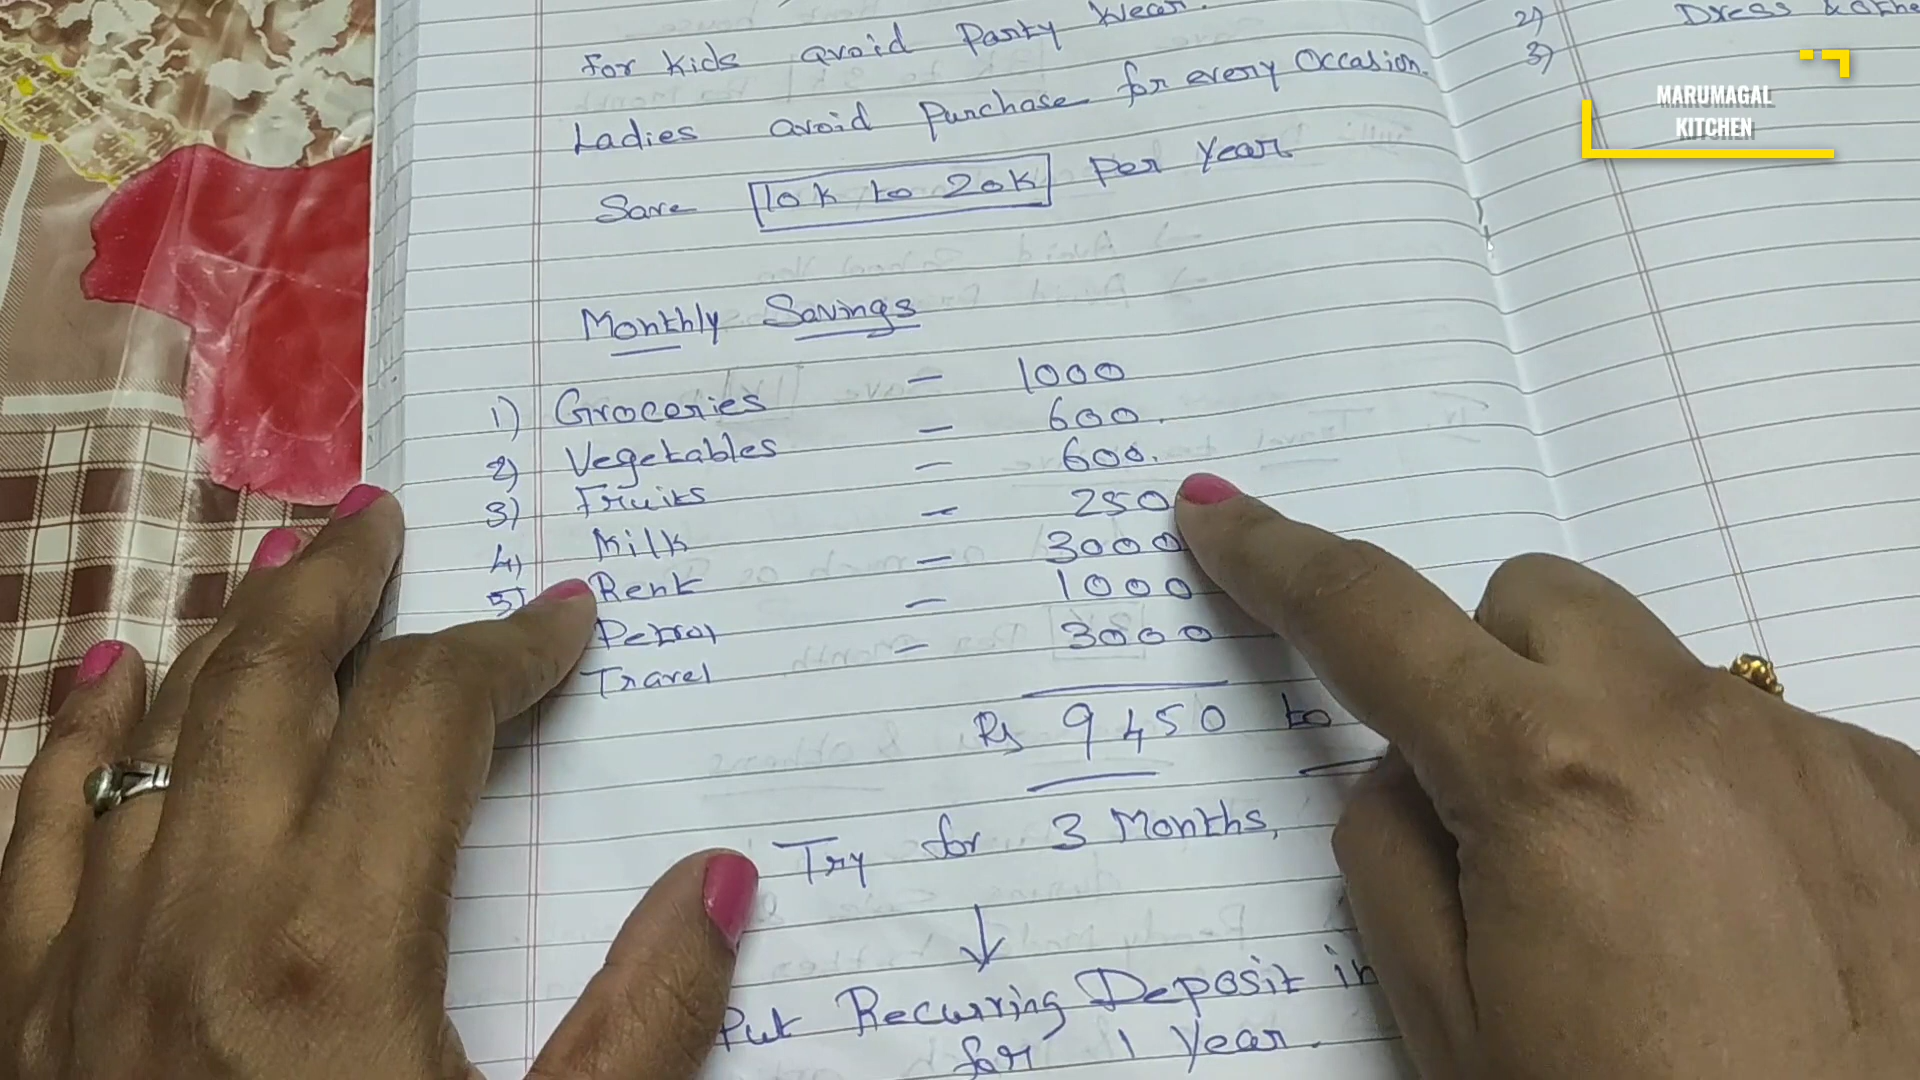 For Kids avoid Party Wear.
Ladies avoid Purchase for every Occasion.
Save 10K to 20K Per Year
Monthly Savings
1) Groceries – 1000
2) Vegetables – 600.
3) Fruits – 600.
4) Milk – 250
5) Rent – 3000
Petrol – 1000
Travel – 3000
Rs 9450 to
Try for 3 Months,
↓
Put Recurring Deposit in
for 1 Year.
2) Dress &
3)
MARUMAGAL
KITCHEN